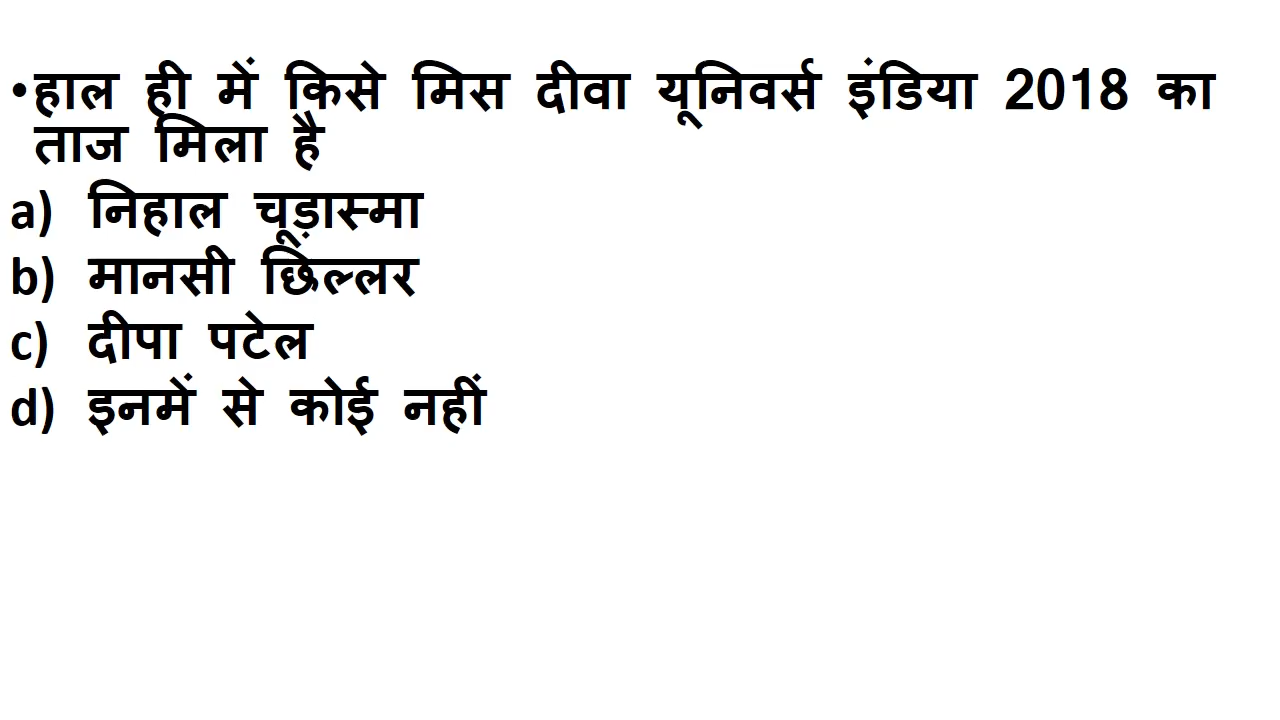 •हाल ही में किसे मिस दीवा यूनिवर्स इंडिया 2018 का
ताज मिला है
a) निहाल चूड़ास्मा
b) मानसी छिल्लर
c) दीपा पटेल
d) इनमें से कोई नहीं